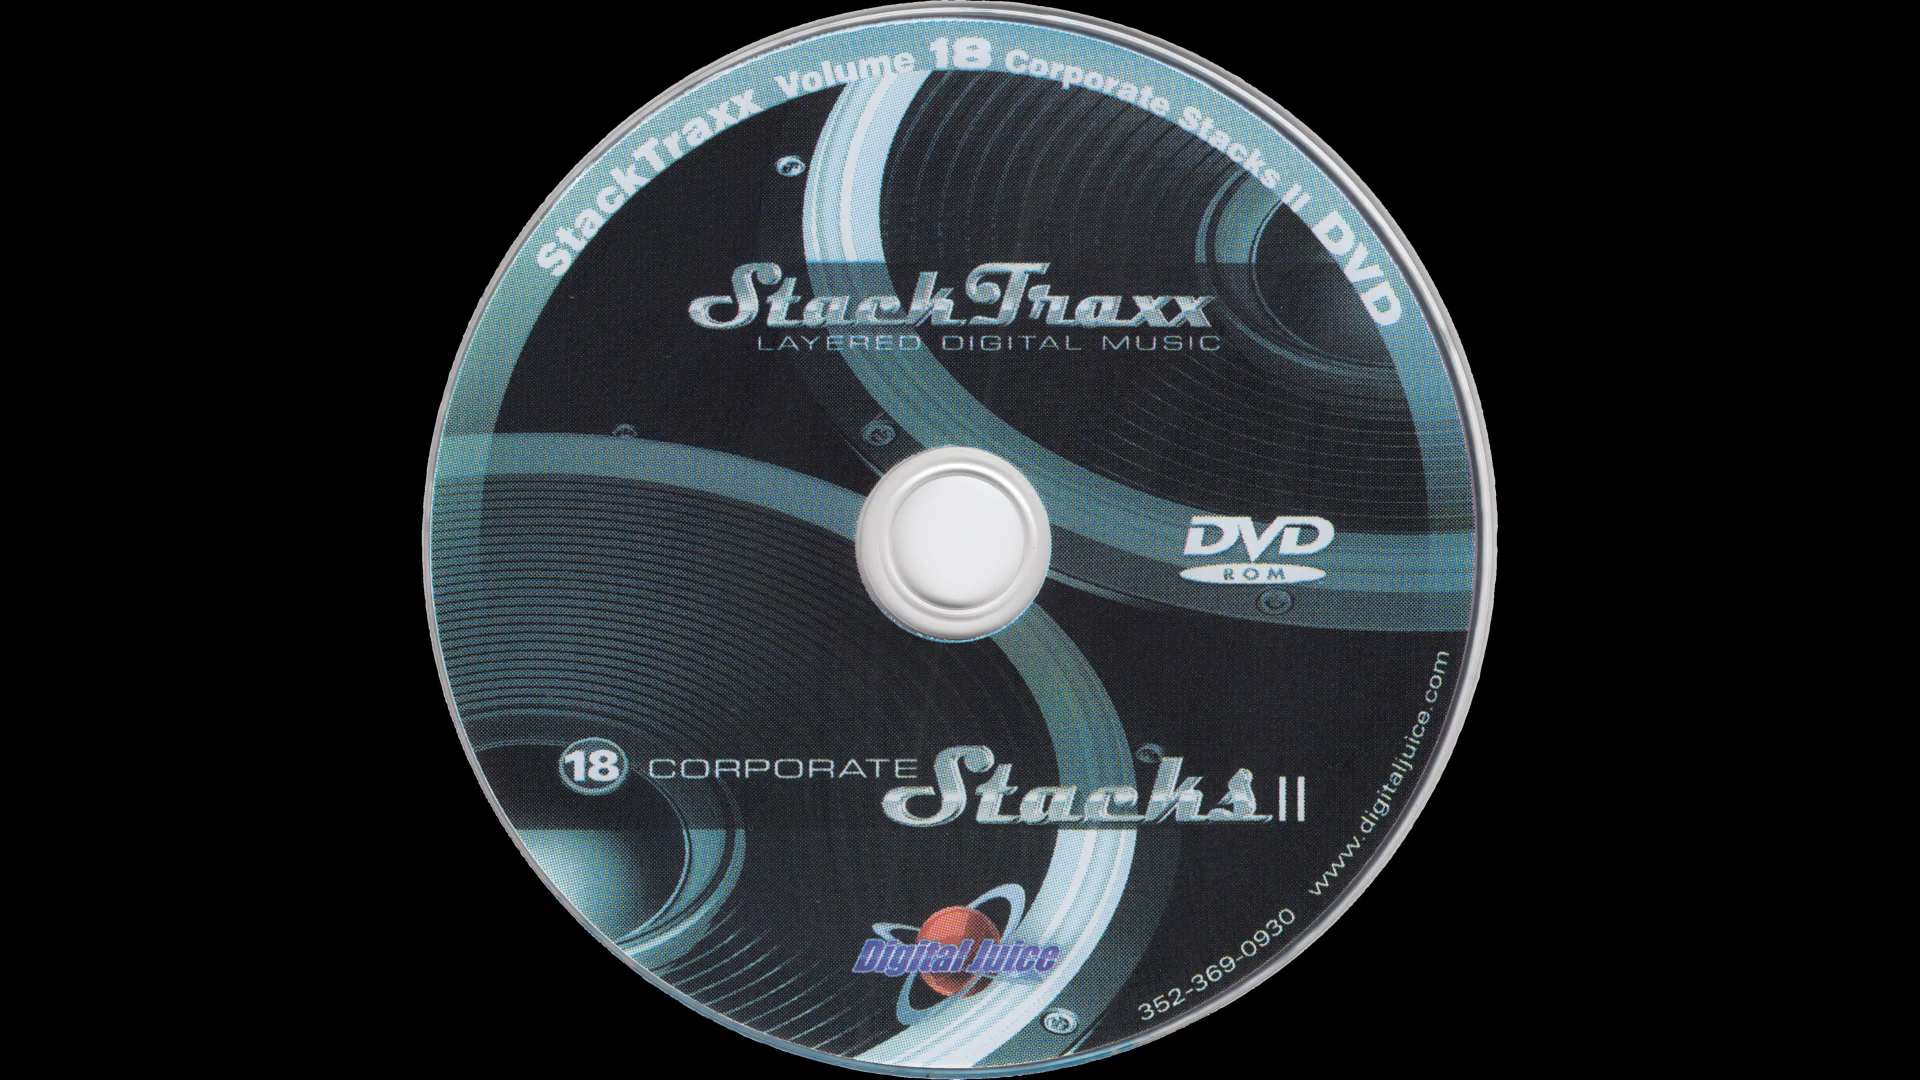 StackTraxx Volume 18 Corporate Stacks II DVD
StackTraxx
LAYERED DIGITAL MUSIC
DVD
ROM
18 CORPORATE Stacks II
Digital Juice
352-369-0930 www.digitaljuice.com